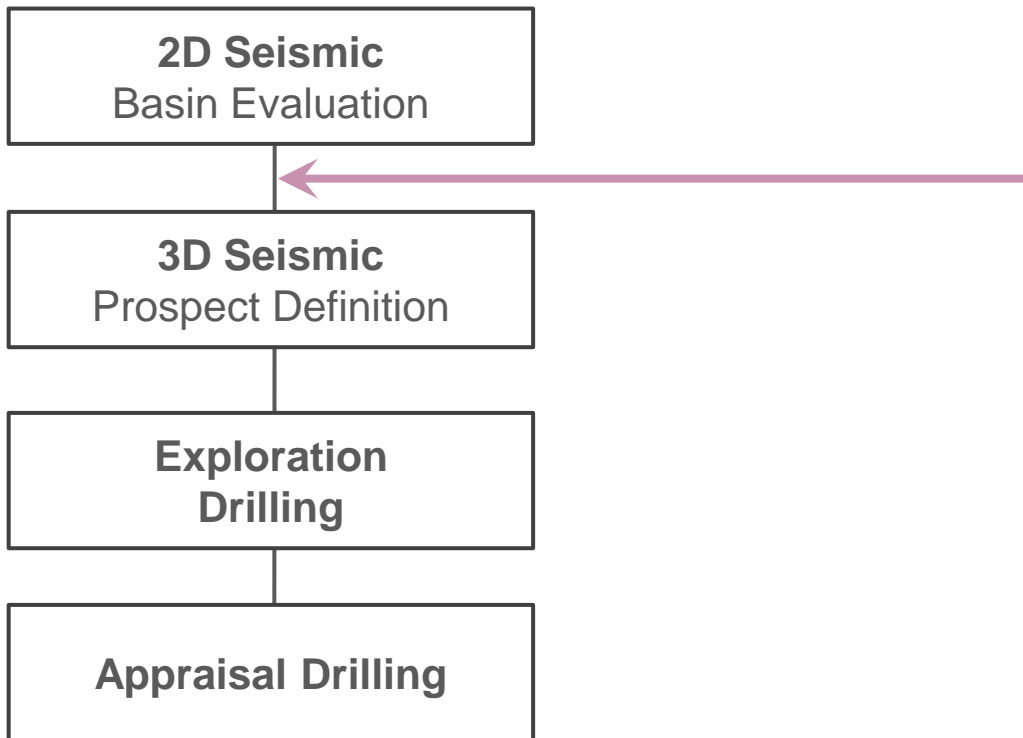 2D Seismic
Basin Evaluation
3D Seismic
Prospect Definition
Exploration
Drilling
Appraisal Drilling